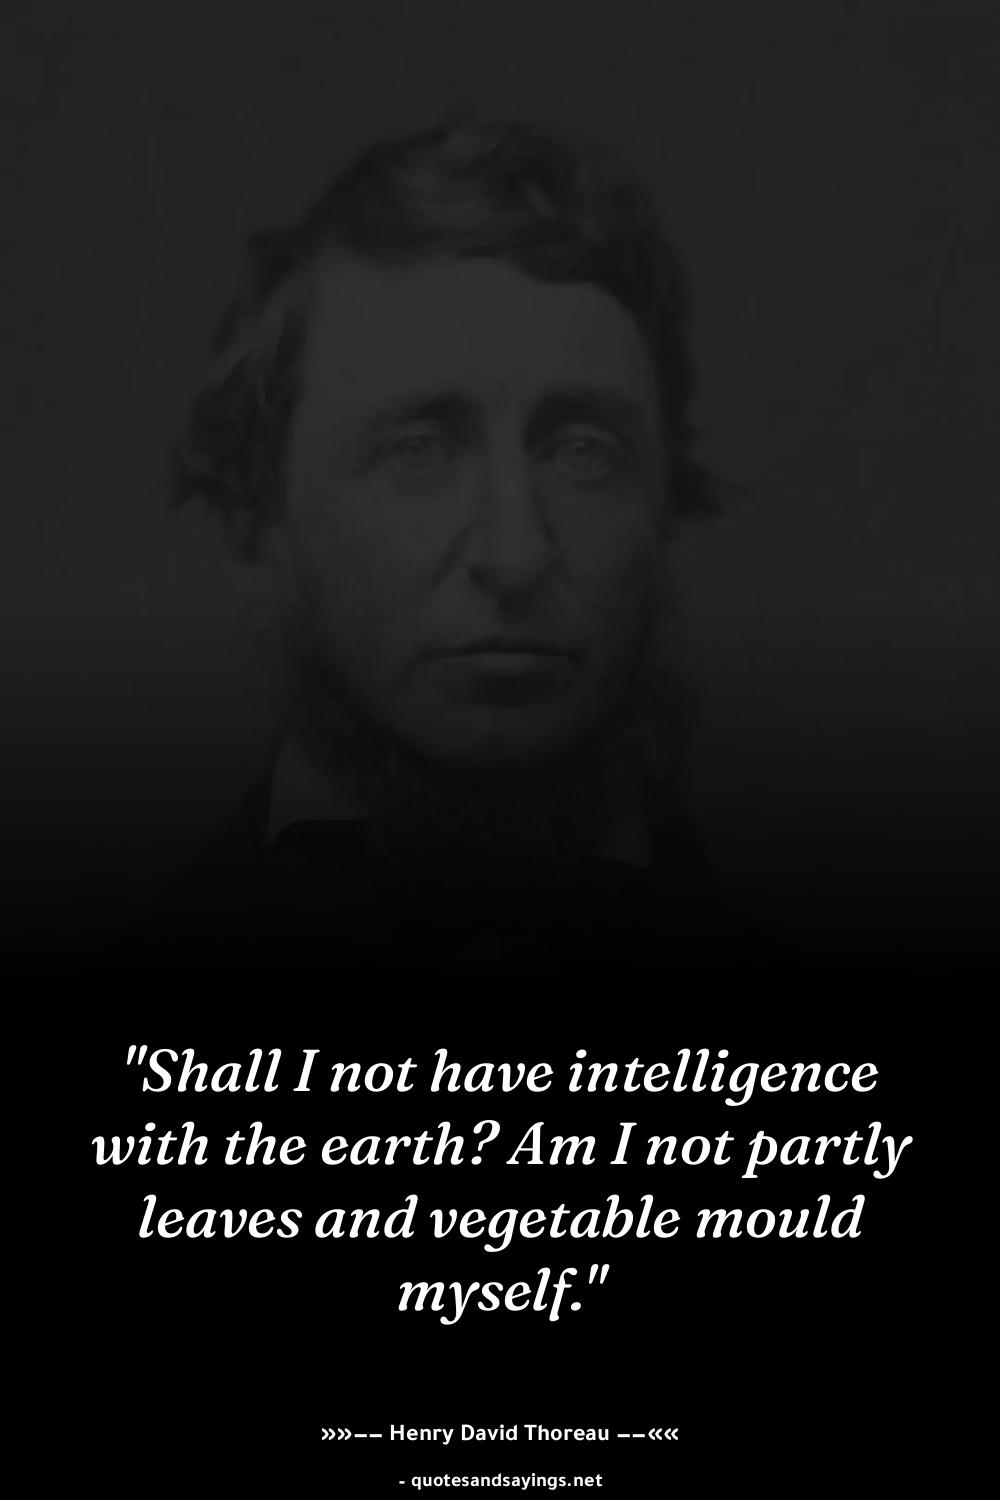 "Shall I not have intelligence
with the earth? Am I not partly
leaves and vegetable mould
myself."
»»–– Henry David Thoreau ––««
- quotesandsayings.net